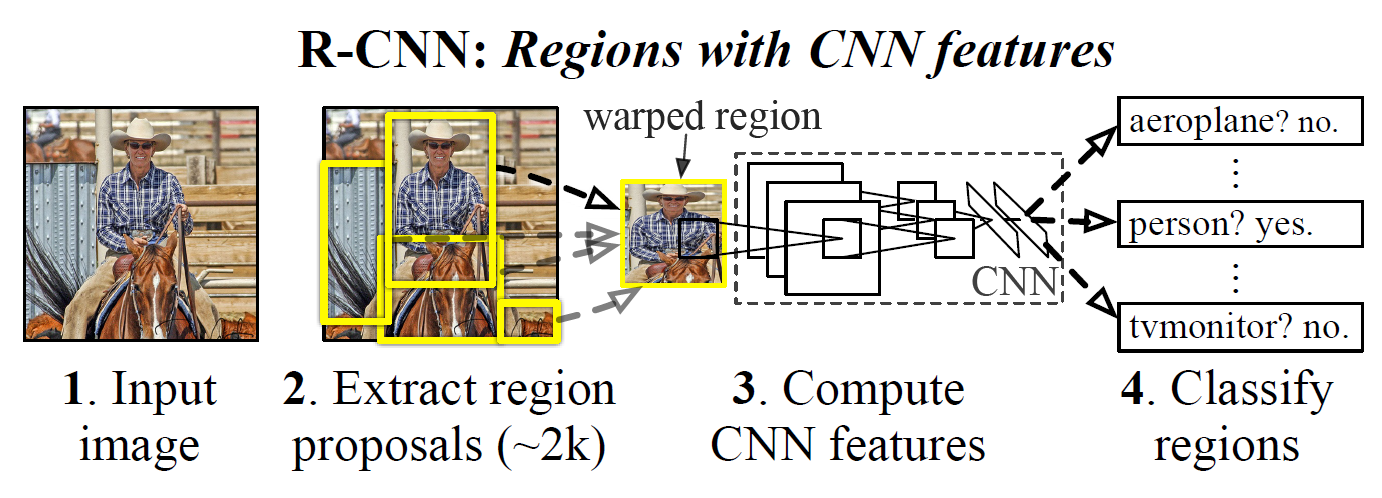 R-CNN: Regions with CNN features
warped region
aeroplane? no.
person? yes.
tvmonitor? no.
CNN
1. Input
image
2. Extract region
proposals (~2k)
3. Compute
CNN features
4. Classify
regions